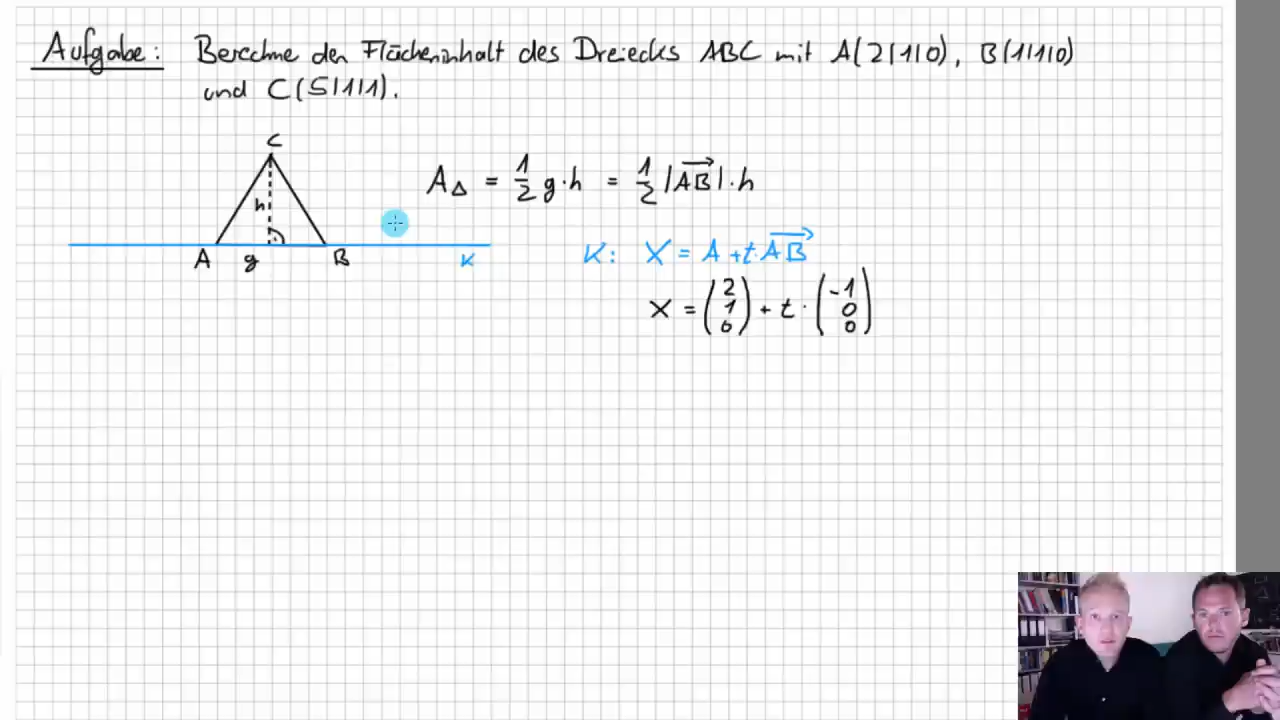 Aufgabe: Berechne den Flächeninhalt des Dreiecks ABC mit A(2|1|0), B(1|1|0)
und C(5|1|1).
C
h
A g B K
A_Δ = 1/2 g·h = 1/2 |AB→|·h
K: X = A + t·AB→
X = (2 1 0) + t · (-1 0 0)